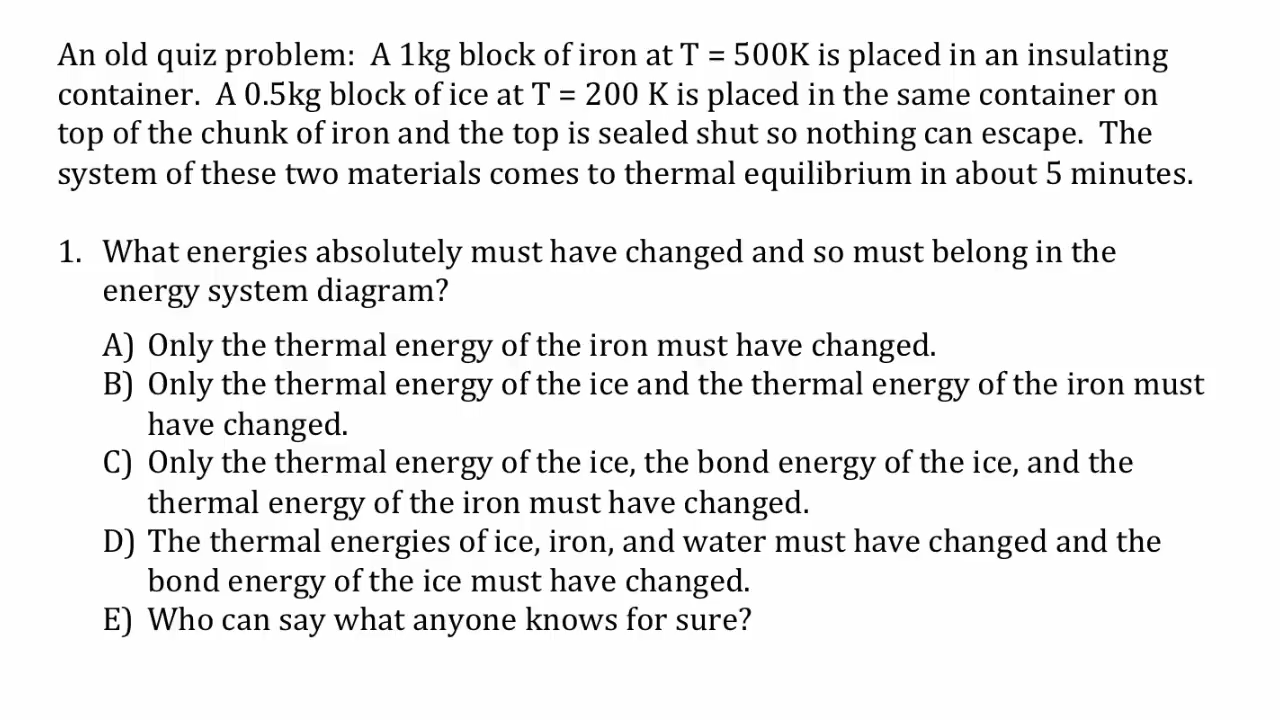 An old quiz problem: A 1kg block of iron at T = 500K is placed in an insulating
container. A 0.5kg block of ice at T = 200 K is placed in the same container on
top of the chunk of iron and the top is sealed shut so nothing can escape. The
system of these two materials comes to thermal equilibrium in about 5 minutes.
1. What energies absolutely must have changed and so must belong in the
energy system diagram?
A) Only the thermal energy of the iron must have changed.
B) Only the thermal energy of the ice and the thermal energy of the iron must
have changed.
C) Only the thermal energy of the ice, the bond energy of the ice, and the
thermal energy of the iron must have changed.
D) The thermal energies of ice, iron, and water must have changed and the
bond energy of the ice must have changed.
E) Who can say what anyone knows for sure?